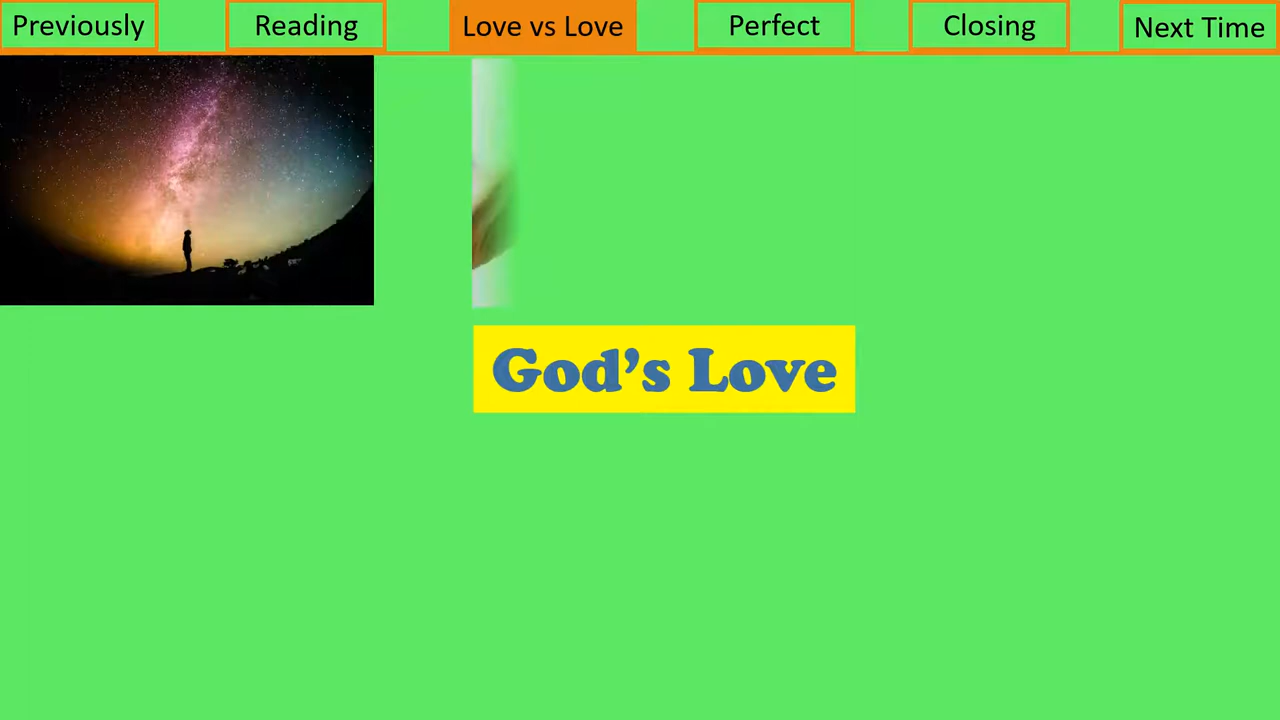 Previously
Reading
Love vs Love
Perfect
Closing
Next Time
God’s Love